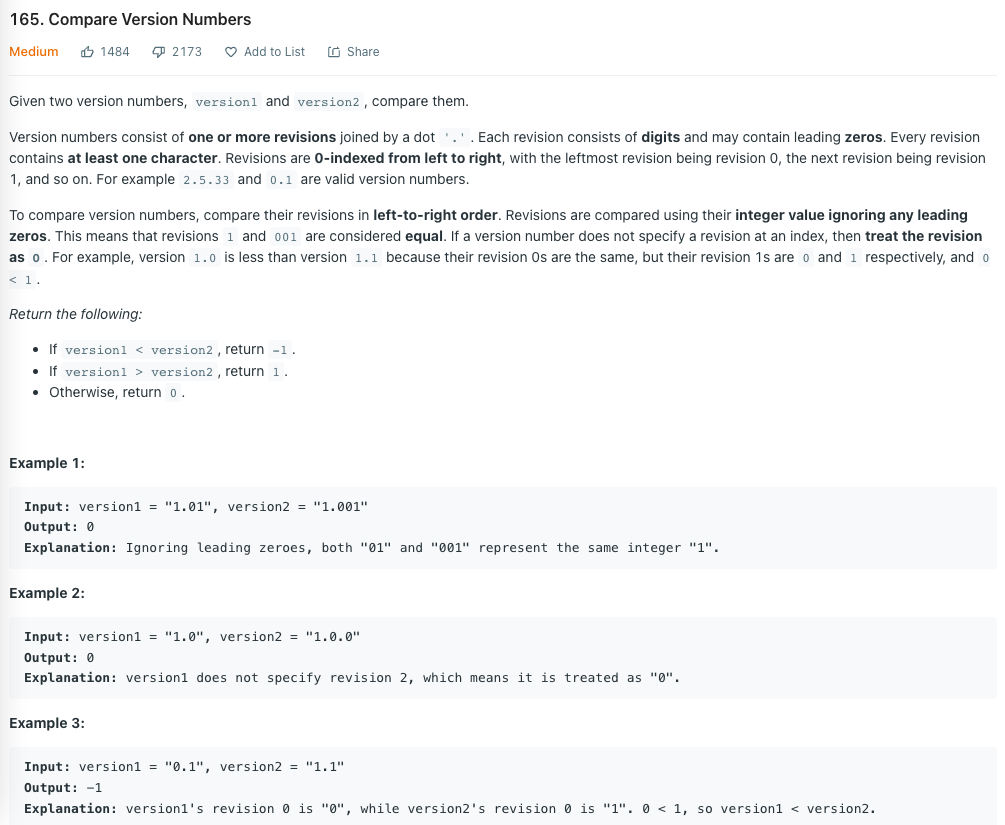 165. Compare Version Numbers
Medium 1484 2173 Add to List Share
Given two version numbers, version1 and version2 , compare them.
Version numbers consist of one or more revisions joined by a dot '.' . Each revision consists of digits and may contain leading zeros. Every revision
contains at least one character. Revisions are 0-indexed from left to right, with the leftmost revision being revision 0, the next revision being revision
1, and so on. For example 2.5.33 and 0.1 are valid version numbers.
To compare version numbers, compare their revisions in left-to-right order. Revisions are compared using their integer value ignoring any leading
zeros. This means that revisions 1 and 001 are considered equal. If a version number does not specify a revision at an index, then treat the revision
as 0 . For example, version 1.0 is less than version 1.1 because their revision 0s are the same, but their revision 1s are 0 and 1 respectively, and 0
< 1 .
Return the following:
• If version1 < version2 , return -1 .
• If version1 > version2 , return 1 .
• Otherwise, return 0 .
Example 1:
Input: version1 = "1.01", version2 = "1.001"
Output: 0
Explanation: Ignoring leading zeroes, both "01" and "001" represent the same integer "1".
Example 2:
Input: version1 = "1.0", version2 = "1.0.0"
Output: 0
Explanation: version1 does not specify revision 2, which means it is treated as "0".
Example 3:
Input: version1 = "0.1", version2 = "1.1"
Output: -1
Explanation: version1's revision 0 is "0", while version2's revision 0 is "1". 0 < 1, so version1 < version2.